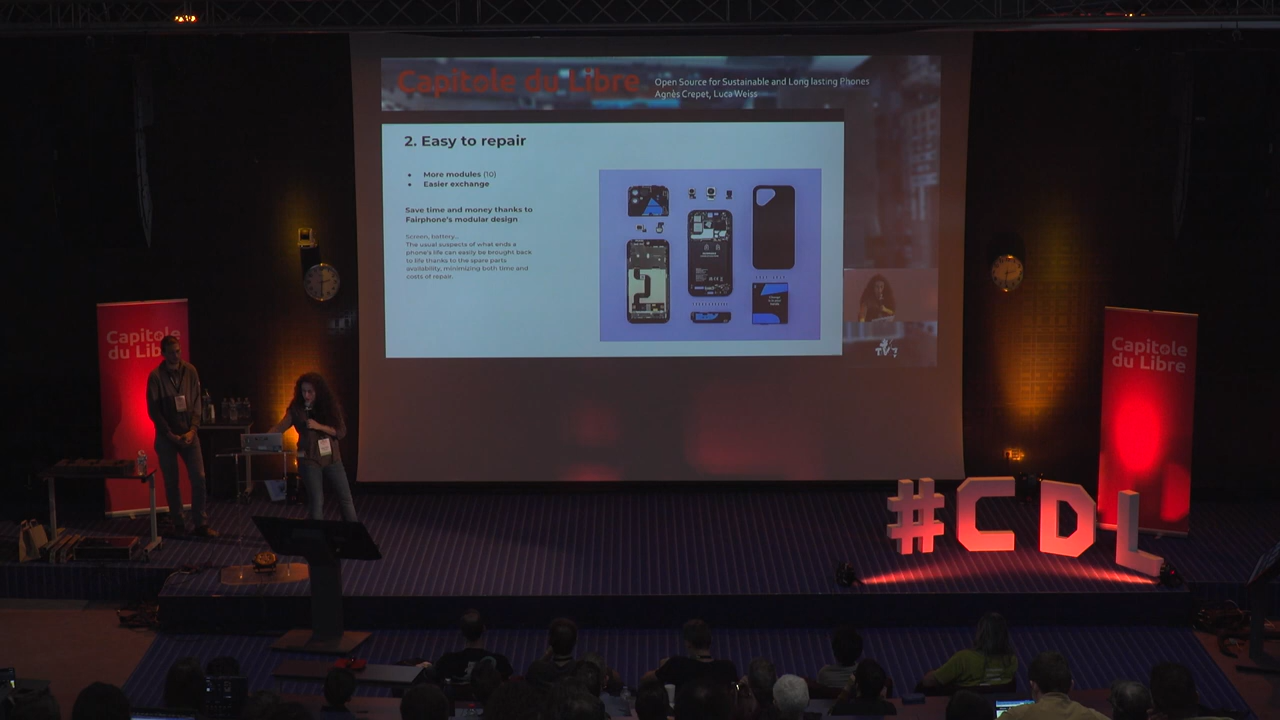 Capitole du Libre
Open Source for Sustainable and Long lasting Phones
Agnès Crepet, Luca Weiss
2. Easy to repair
More modules (10)
Easier exchange
Save time and money thanks to
Fairphone's modular design
Screen, battery...
The usual suspects of what ends a
phone's life can easily be brought back
to life thanks to the spare parts
availability, minimizing both time and
costs of repair.
Capitole
du Lib
Capitole
du Libre
#CDL